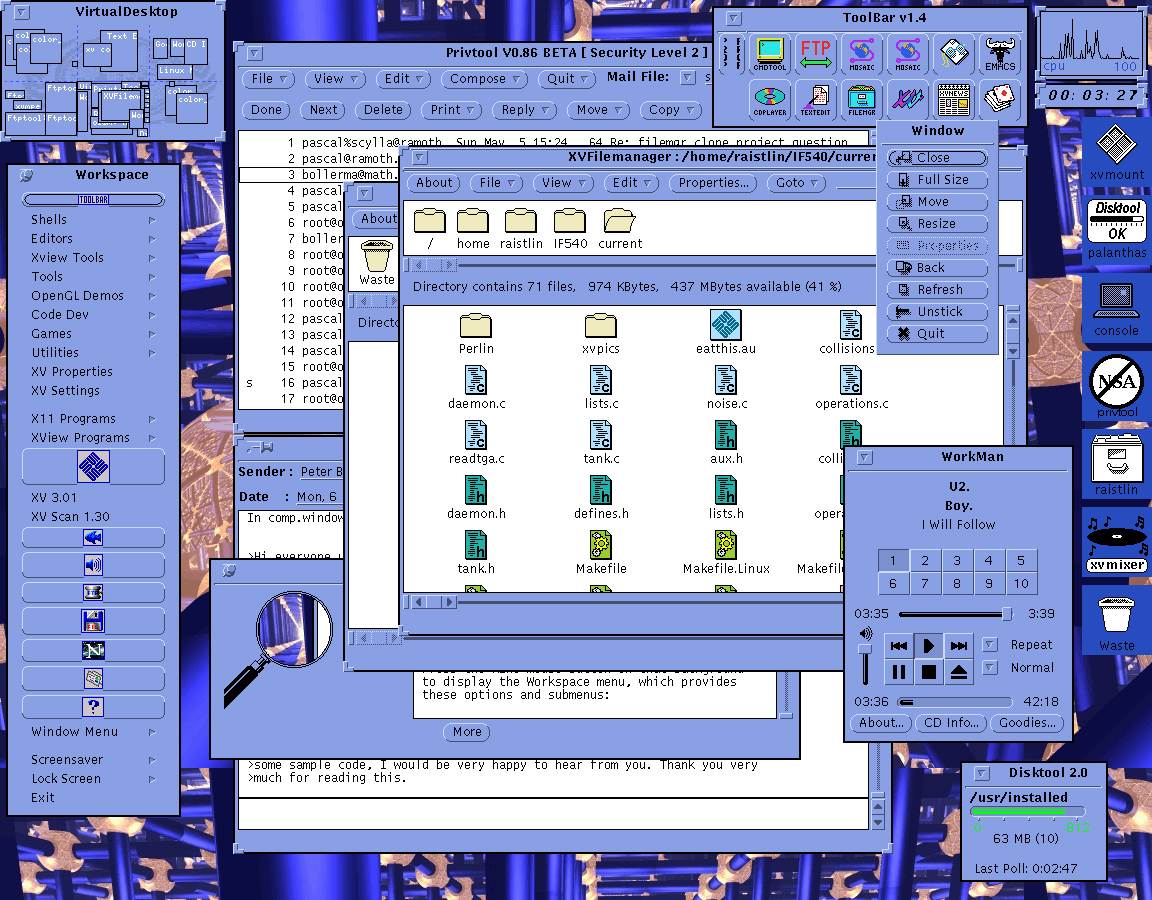 VirtualDesktop
Text E
xv co
color_
Linux
color
color_
Ftptool
XVFilem
Workspace
TOOLBAR
Shells
Editors
Xview Tools
Tools
OpenGL Demos
Code Dev
Games
Utilities
XV Properties
XV Settings
X11 Programs
XView Programs
XV 3.01
XV Scan 1.30
Window Menu
Screensaver
Lock Screen
Exit
Privtool V0.86 BETA [ Security Level 2 ]
File View Edit Compose Quit Mail File: s
Done Next Delete Print Reply Move Copy
1 pascal%scylla@ramoth. Sun May 5 15:24 64 Re: filemgr clone project question
2 pascal@ramoth.
3 bollerma@math.
4 pascal
5 pascal
6 root@o
7 boller
8 root@o
9 root@o
10 root@o
11 root@o
12 pascal
13 pascal
14 pascal
15 root@o
s 16 pascal
17 root@o
Sender : Peter B
Date : Mon, 6
In comp.window
>Hi everyone
>some sample code, I would be very happy to hear from you. Thank you very
>much for reading this.
to display the Workspace menu, which provides
these options and submenus:
More
About
Waste
Directo
XVFilemanager :/home/raistlin/IF540/curren
About File View Edit Properties... Goto
/ home raistlin IF540 current
Directory contains 71 files, 974 KBytes, 437 MBytes available (41 %)
Perlin xvpics eatthis.au collisions
daemon.c lists.c noise.c operations.c
readtga.c tank.c aux.h colli
daemon.h defines.h lists.h opera
tank.h Makefile Makefile.Linux Makefil
ToolBar v1.4
CMDTOOL FTP MOSAIC MOSAIC EMACS
CDPLAYER TEXTEDIT FILEMGR XVNEWS
Window
Close
Full Size
Move
Resize
Properties
Back
Refresh
Unstick
Quit
cpu 100
00: 03: 27
xvmount
Disktool
OK
palanthas
console
NSA
privtool
raistlin
xvmixer
Waste
WorkMan
U2.
Boy.
I Will Follow
1 2 3 4 5
6 7 8 9 10
03:35 3:39
Repeat
Normal
03:36 42:18
About... CD Info... Goodies...
Disktool 2.0
/usr/installed
0 912
63 MB (10)
Last Poll: 0:02:47